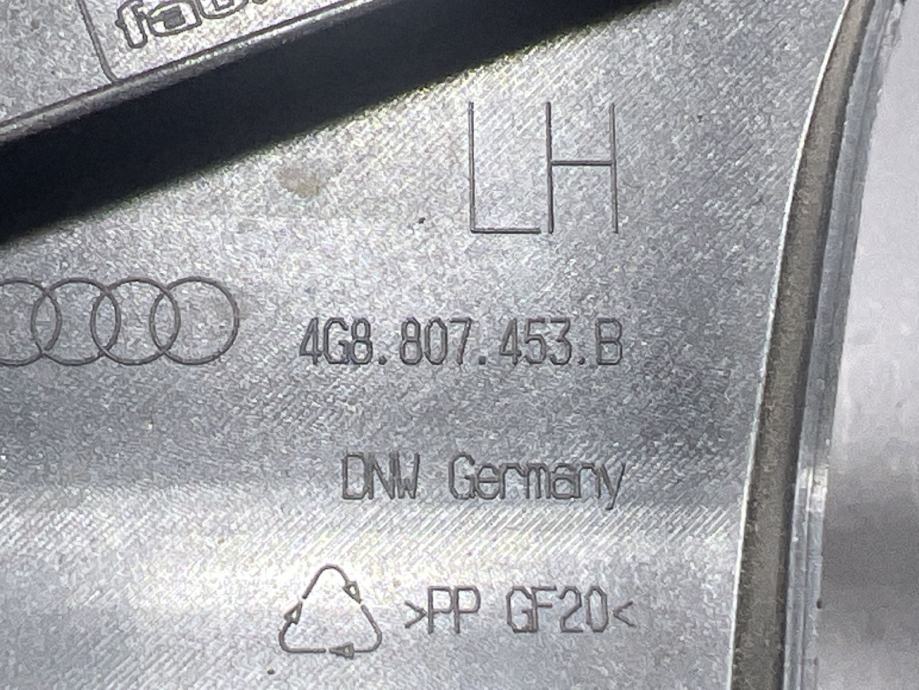 LH
4G8.807.453.B
DNW Germany
>PP GF20<